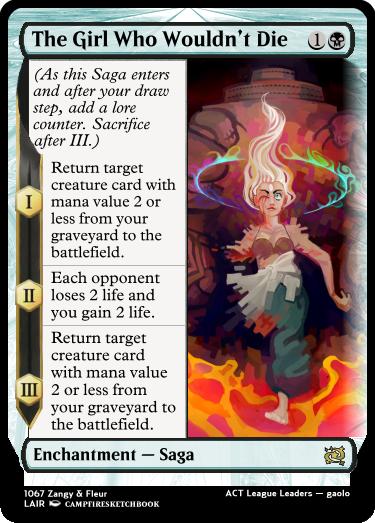 The Girl Who Wouldn't Die 1
(As this Saga enters
and after your draw
step, add a lore
counter. Sacrifice
after III.)
I
Return target
creature card with
mana value 2 or
less from your
graveyard to the
battlefield.
II
Each opponent
loses 2 life and
you gain 2 life.
III
Return target
creature card
with mana value
2 or less from
your graveyard to
the battlefield.
Enchantment — Saga
1067 Zangy & Fleur
LAIR CAMPFIRESKETCHBOOK
ACT League Leaders — gaolo